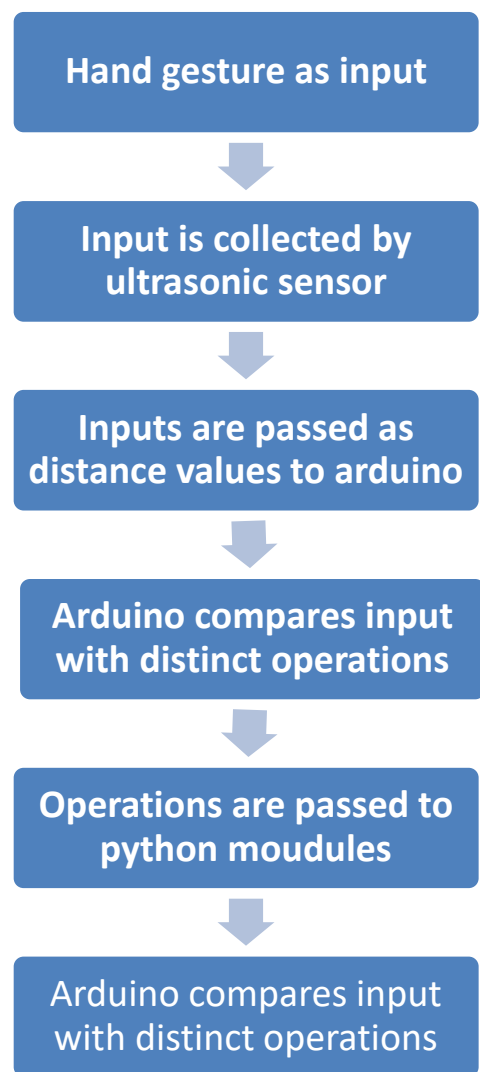 Hand gesture as input
Input is collected by
ultrasonic sensor
Inputs are passed as
distance values to arduino
Arduino compares input
with distinct operations
Operations are passed to
python moudules
Arduino compares input
with distinct operations